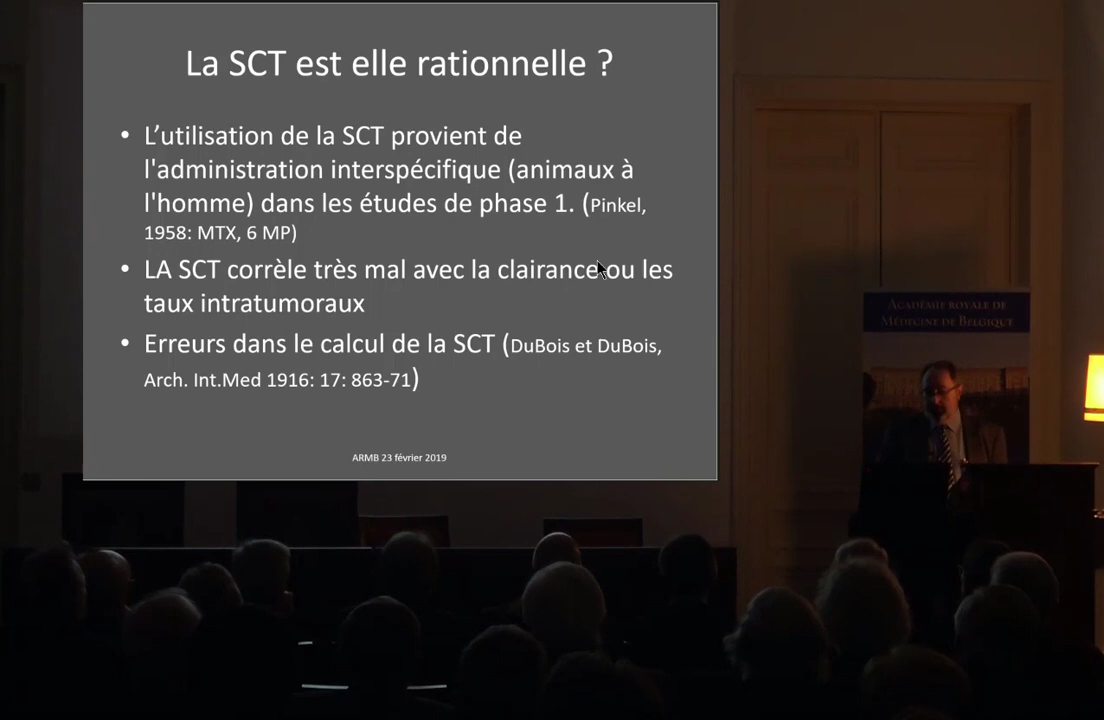 La SCT est elle rationnelle ?
• L’utilisation de la SCT provient de
l'administration interspécifique (animaux à
l'homme) dans les études de phase 1. (Pinkel,
1958: MTX, 6 MP)
• LA SCT corrèle très mal avec la clairance ou les
taux intratumoraux
• Erreurs dans le calcul de la SCT (DuBois et DuBois,
Arch. Int.Med 1916: 17: 863-71)
ARMB 23 février 2019
ACADÉMIE ROYALE DE
MÉDECINE DE BELGIQUE